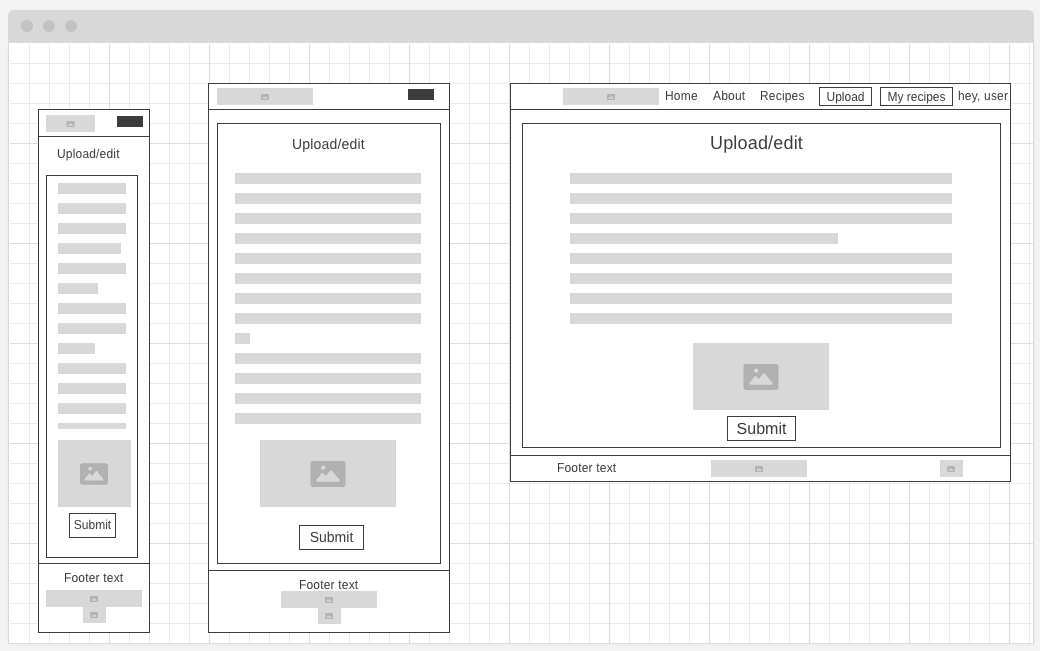 Upload/edit
Submit
Footer text
Upload/edit
Submit
Footer text
Home About Recipes Upload My recipes hey, user
Upload/edit
Submit
Footer text